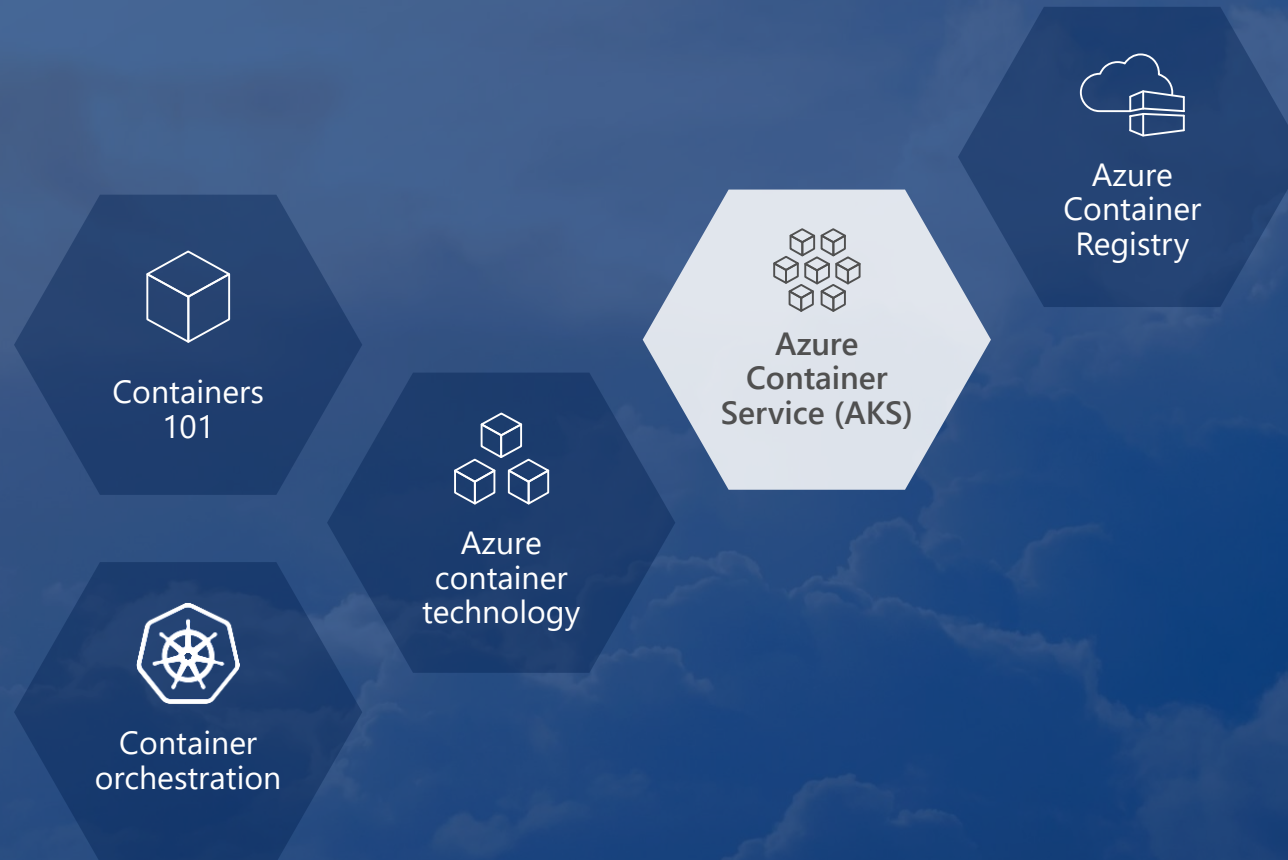 Containers
101
Container
orchestration
Azure
container
technology
Azure
Container
Service (AKS)
Azure
Container
Registry